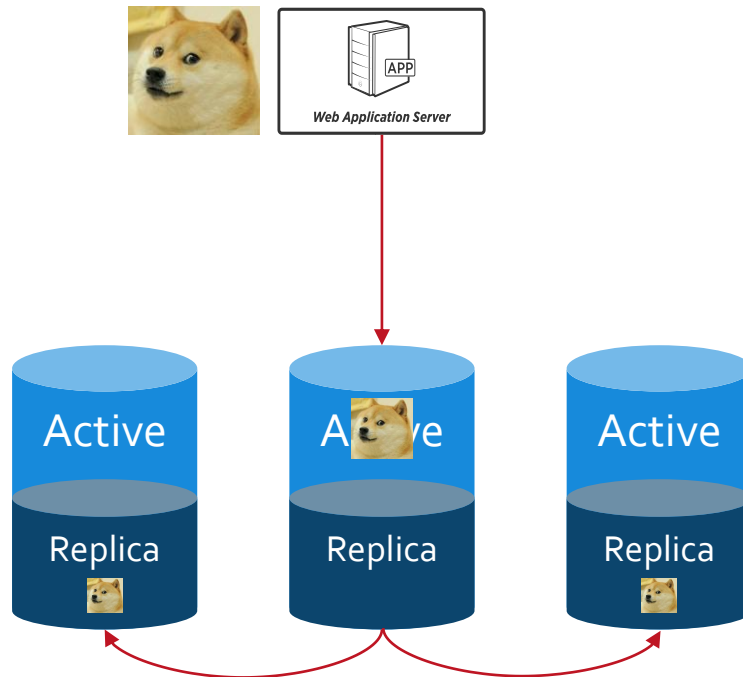 APP
Web Application Server
Active
Active
Replica
Replica
Replica